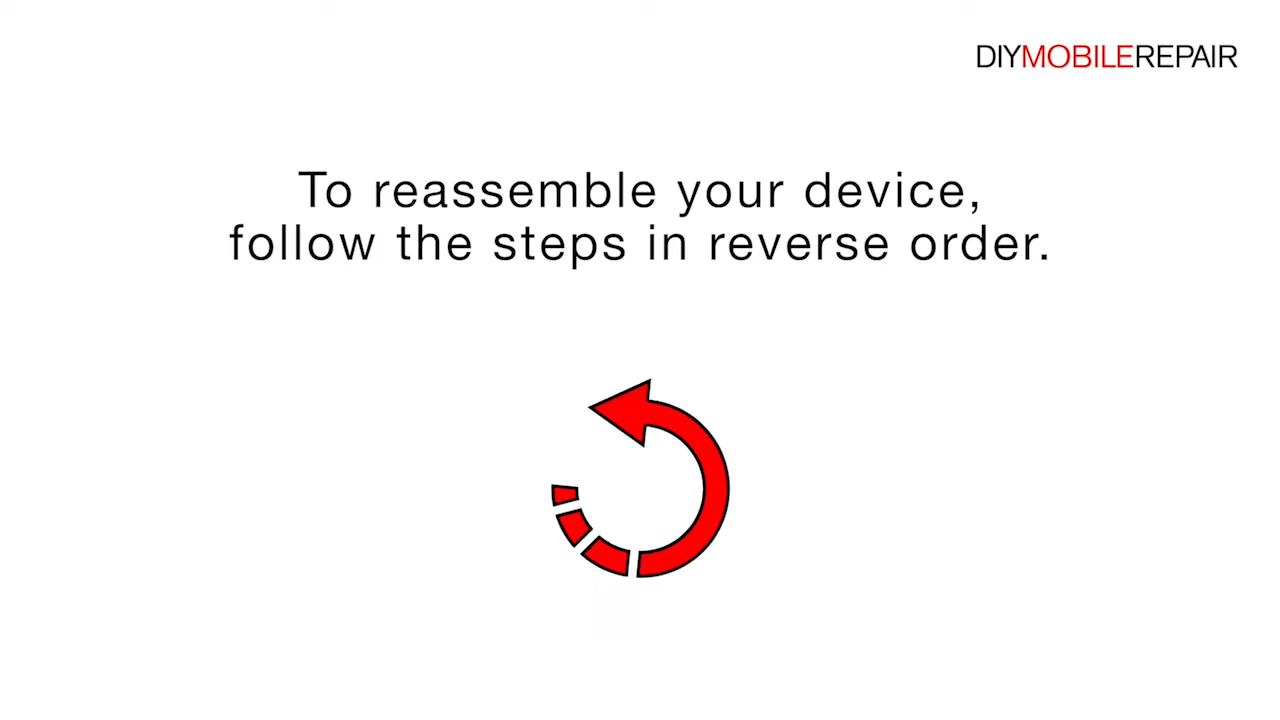 DIYMOBILEREPAIR
To reassemble your device,
follow the steps in reverse order.